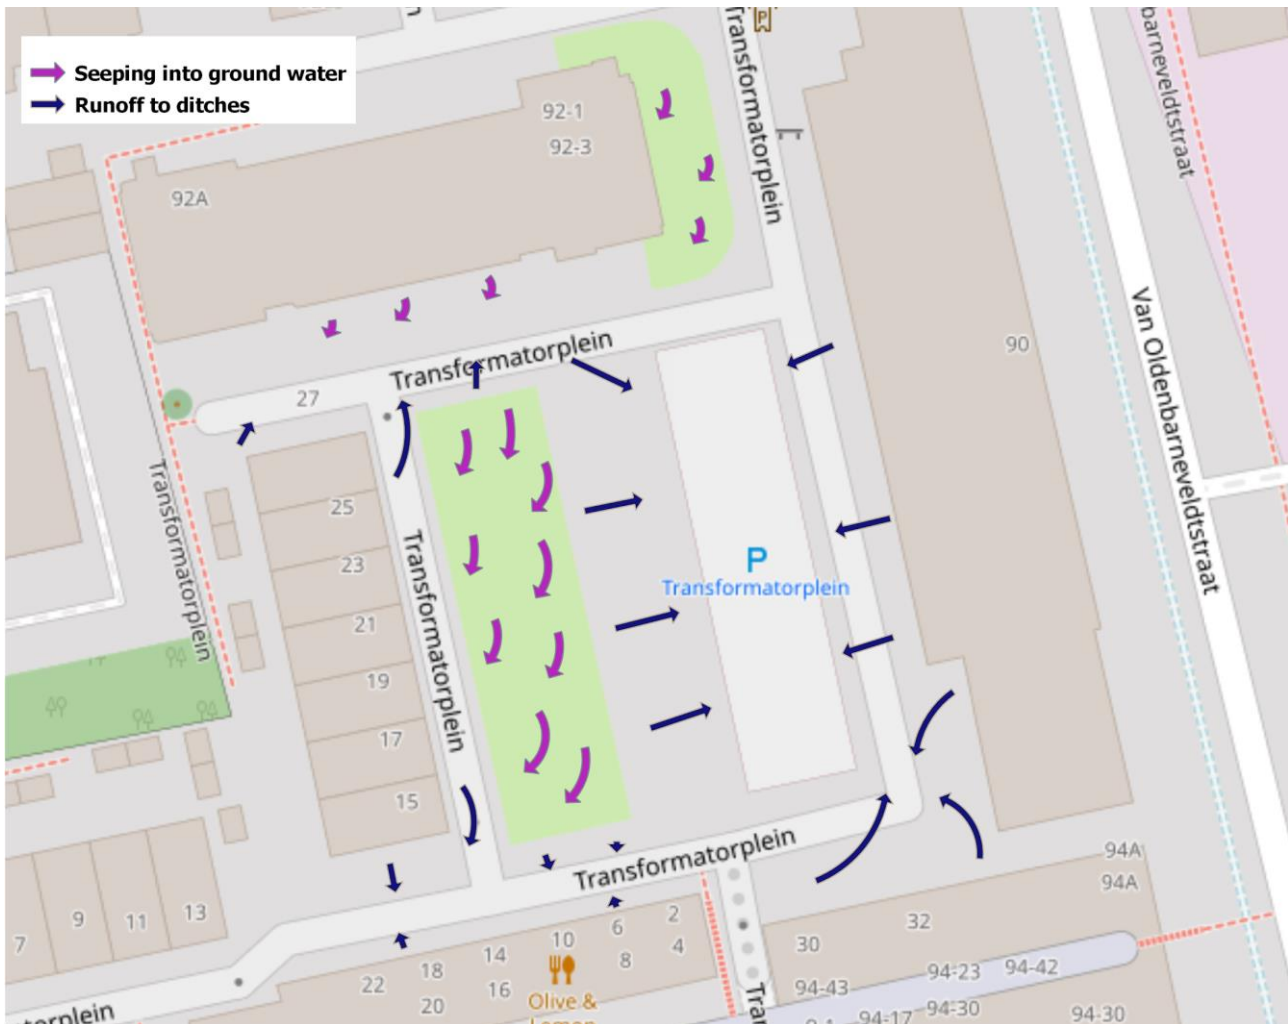 Seeping into ground water
Runoff to ditches
P
Transformatorplein
barneveldtstraat
92-1
92-3
92A
Van Oldenbarneveldtstraat
90
Transformatorplein
27
Transformatorplein
25
23
21
19
17
15
Transformatorplein
P
Transformatorplein
Transformatorplein
94A
94A
7
9
11
13
22
18
20
14
16
10
6
8
2
4
30
32
94-43
94-23
94-42
94-17
94-30
94-30
Olive &
Lemon
torplein
Tran